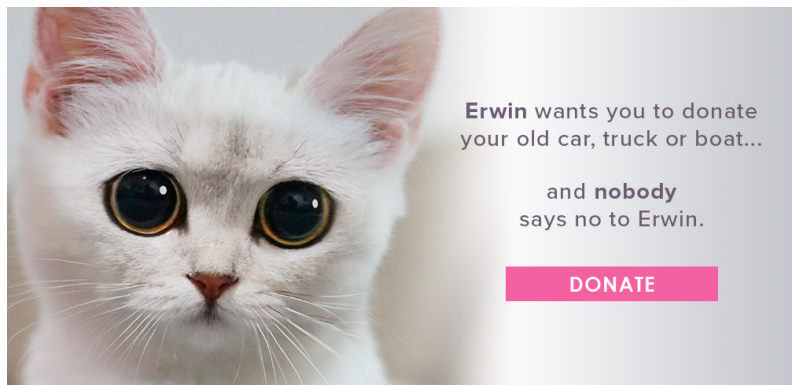 Erwin wants you to donate
your old car, truck or boat...
and nobody
says no to Erwin.
DONATE